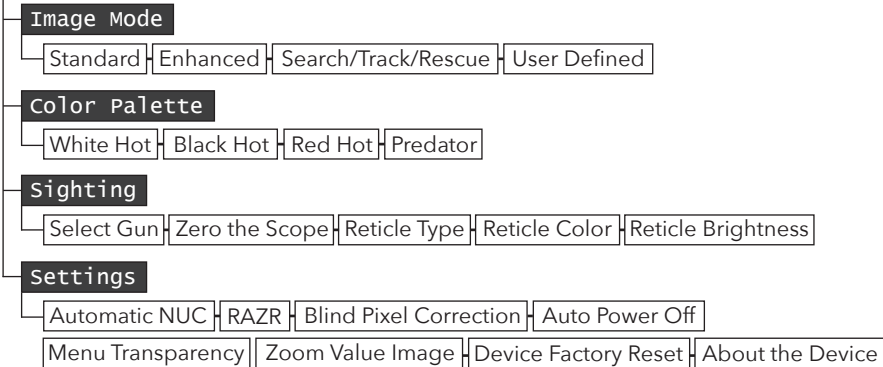 Image Mode
Standard Enhanced Search/Track/Rescue User Defined
Color Palette
White Hot Black Hot Red Hot Predator
Sighting
Select Gun Zero the Scope Reticle Type Reticle Color Reticle Brightness
Settings
Automatic NUC RAZR Blind Pixel Correction Auto Power Off
Menu Transparency Zoom Value Image Device Factory Reset About the Device